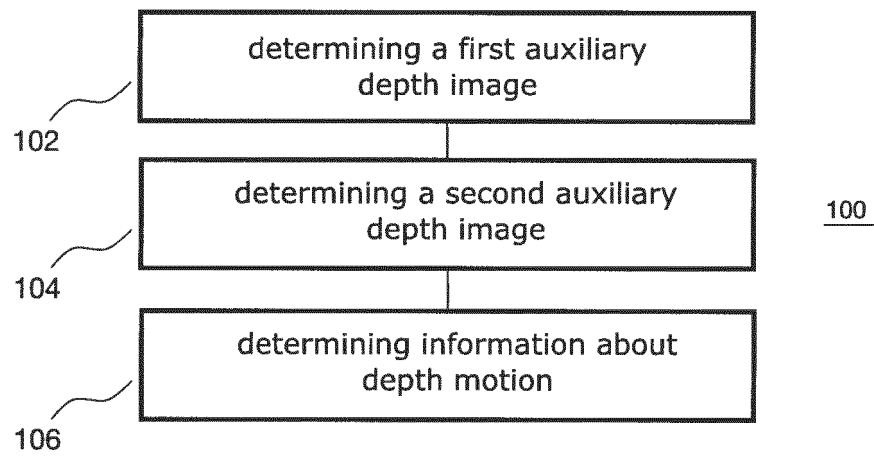 determining a first auxiliary
depth image
102
determining a second auxiliary
depth image
100
104
determining information about
depth motion
106